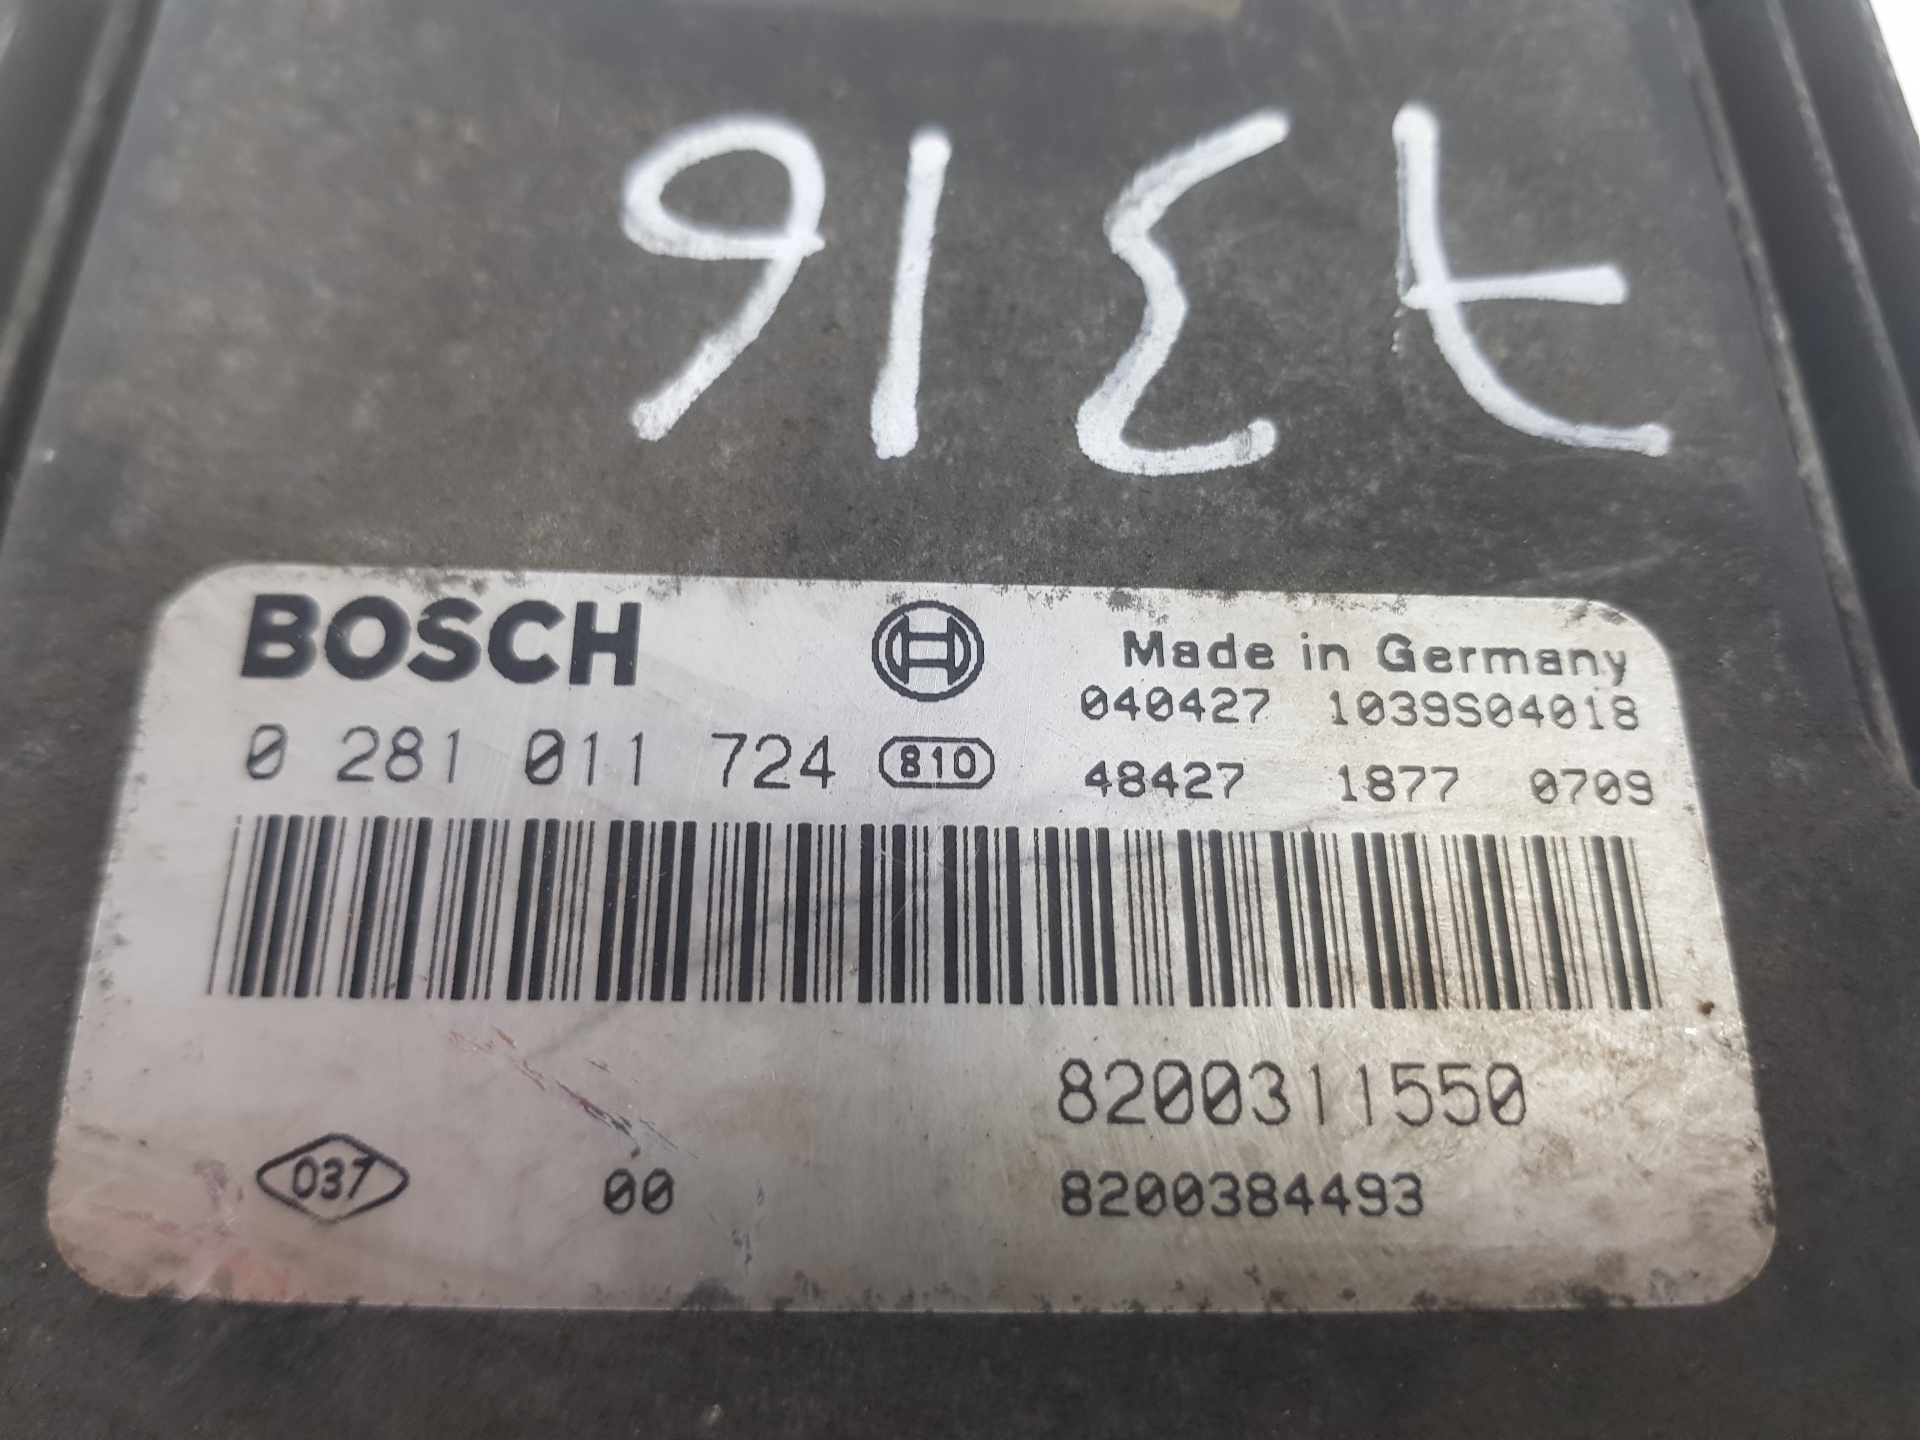 7316
BOSCH
Made in Germany
040427 1039S04018
0 281 011 724 810 48427 1877 0709
8200311550
037 00 8200384493